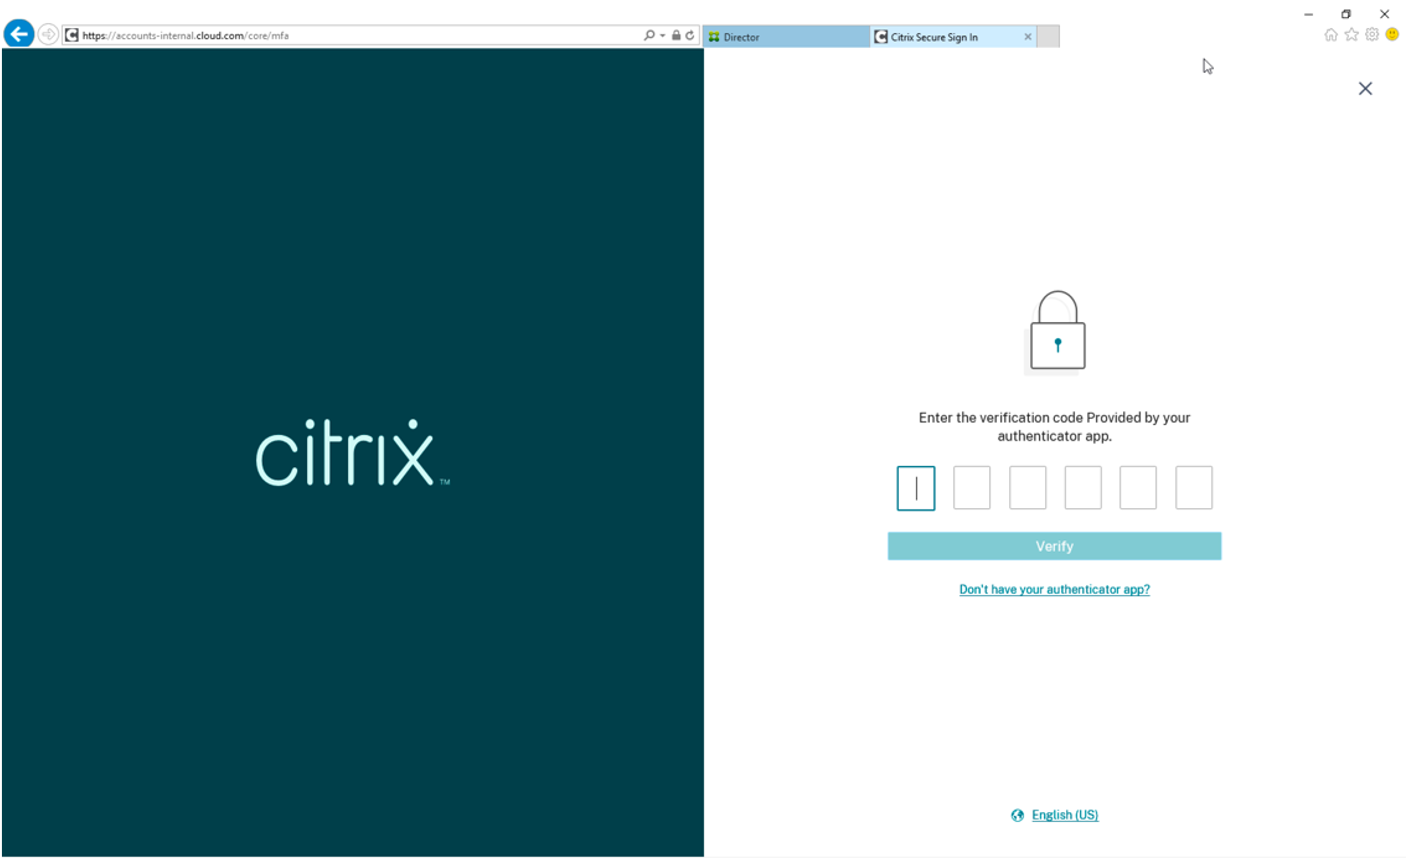 https://accounts-internal.cloud.com/core/mfa
Director
Citrix Secure Sign In
citrix™
Enter the verification code Provided by your
authenticator app.
Verify
Don't have your authenticator app?
English (US)